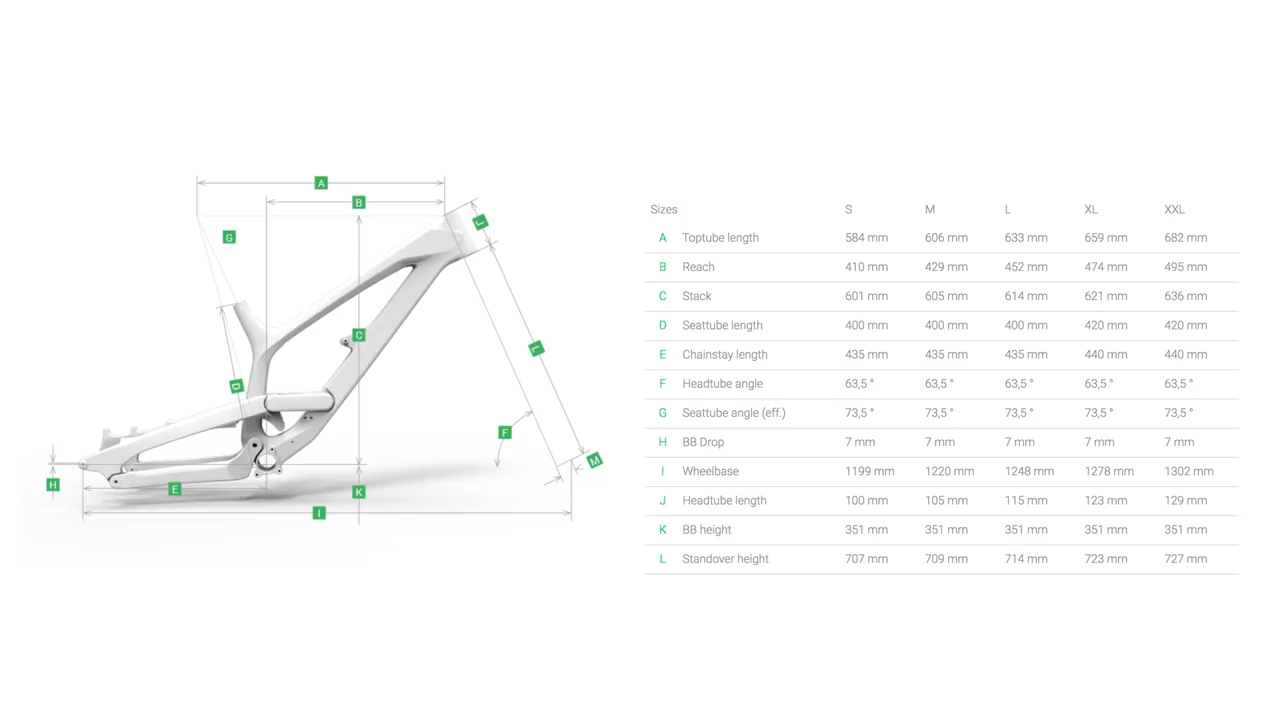 A
B
J
G
C
L
D
F
M
H
E
K
I
Sizes S M L XL XXL
A Toptube length 584 mm 606 mm 633 mm 659 mm 682 mm
B Reach 410 mm 429 mm 452 mm 474 mm 495 mm
C Stack 601 mm 605 mm 614 mm 621 mm 636 mm
D Seattube length 400 mm 400 mm 400 mm 420 mm 420 mm
E Chainstay length 435 mm 435 mm 435 mm 440 mm 440 mm
F Headtube angle 63,5 ° 63,5 ° 63,5 ° 63,5 ° 63,5 °
G Seattube angle (eff.) 73,5 ° 73,5 ° 73,5 ° 73,5 ° 73,5 °
H BB Drop 7 mm 7 mm 7 mm 7 mm 7 mm
I Wheelbase 1199 mm 1220 mm 1248 mm 1278 mm 1302 mm
J Headtube length 100 mm 105 mm 115 mm 123 mm 129 mm
K BB height 351 mm 351 mm 351 mm 351 mm 351 mm
L Standover height 707 mm 709 mm 714 mm 723 mm 727 mm